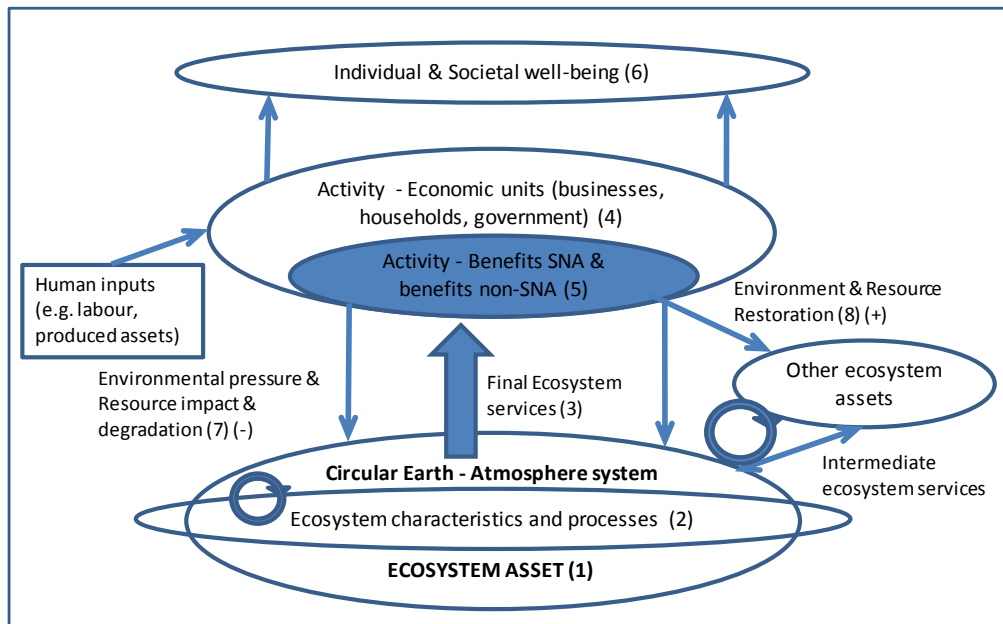 Individual & Societal well-being (6)
Activity - Economic units (businesses,
households, government) (4)
Activity - Benefits SNA &
benefits non-SNA (5)
Human inputs
(e.g. labour,
produced assets)
Environment & Resource
Restoration (8) (+)
Other ecosystem
assets
Environmental pressure &
Resource impact &
degradation (7) (-)
Final Ecosystem
services (3)
Intermediate
ecosystem services
Circular Earth - Atmosphere system
Ecosystem characteristics and processes (2)
ECOSYSTEM ASSET (1)